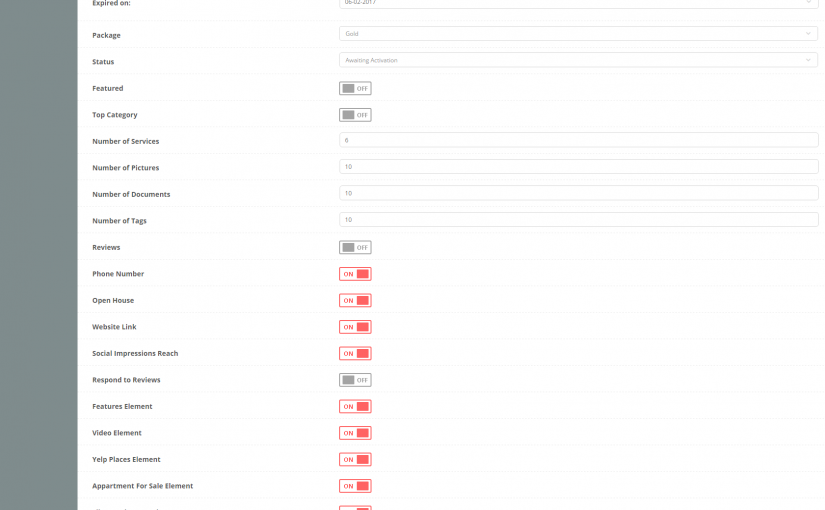 Expired on: 06-02-2017
Package Gold
Status Awaiting Activation
Featured OFF
Top Category OFF
Number of Services 6
Number of Pictures 10
Number of Documents 10
Number of Tags 10
Reviews OFF
Phone Number ON
Open House ON
Website Link ON
Social Impressions Reach ON
Respond to Reviews OFF
Features Element ON
Video Element ON
Yelp Places Element ON
Appartment For Sale Element ON